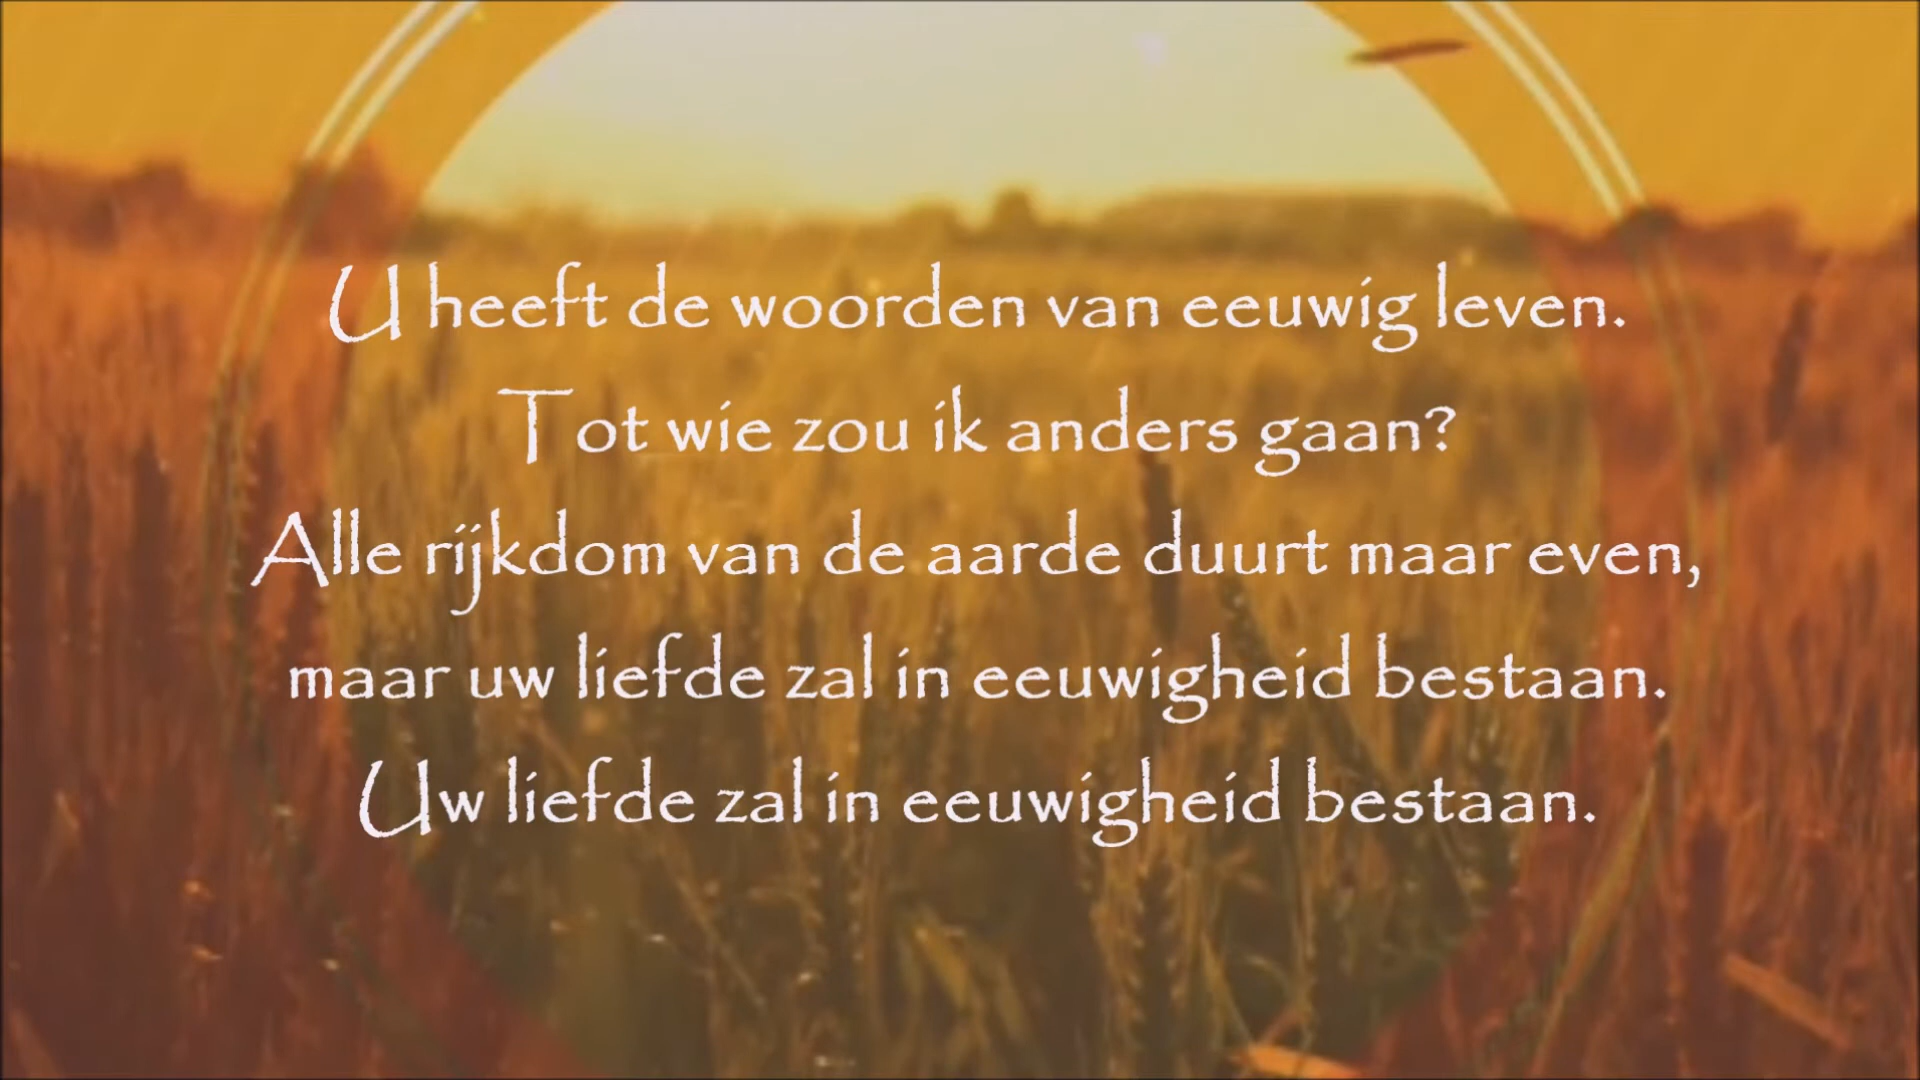 U heeft de woorden van eeuwig leven.
Tot wie zou ik anders gaan?
Alle rijkdom van de aarde duurt maar even,
maar uw liefde zal in eeuwigheid bestaan.
Uw liefde zal in eeuwigheid bestaan.